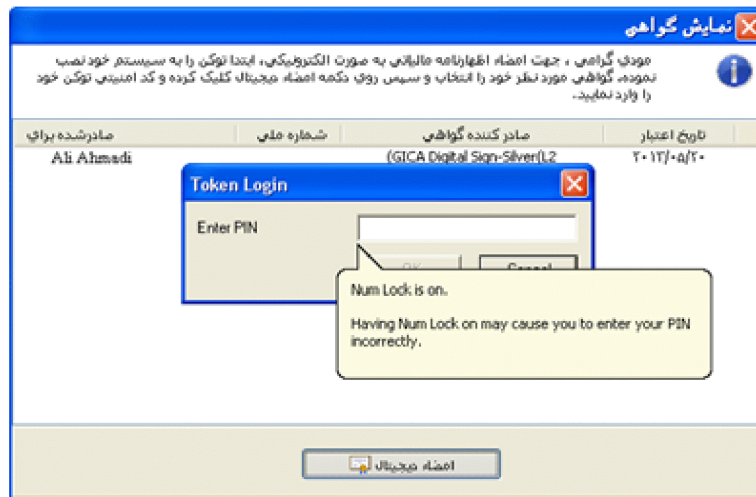 نمایش گواهی
مودی گرامی ، جهت امضاء اظهارنامه مالیاتی به صورت الکترونیکی، ابتدا توکن را به سیستم خود نصب
نموده، گواهی مورد نظر خود را انتخاب و سپس روی دکمه امضاء دیجیتال کلیک کرده و کد امنیتی توکن خود
را وارد نمایید.
تاریخ اعتبار صادر کننده گواهی شماره ملی صادرشده برای
۲۰۱۳/۰۵/۲۰ (GICA Digital Sign-Silver(L2 Ali Ahmadi
Token Login
Enter PIN
OK Cancel
Num Lock is on.
Having Num Lock on may cause you to enter your PIN
incorrectly.
امضاء دیجیتال